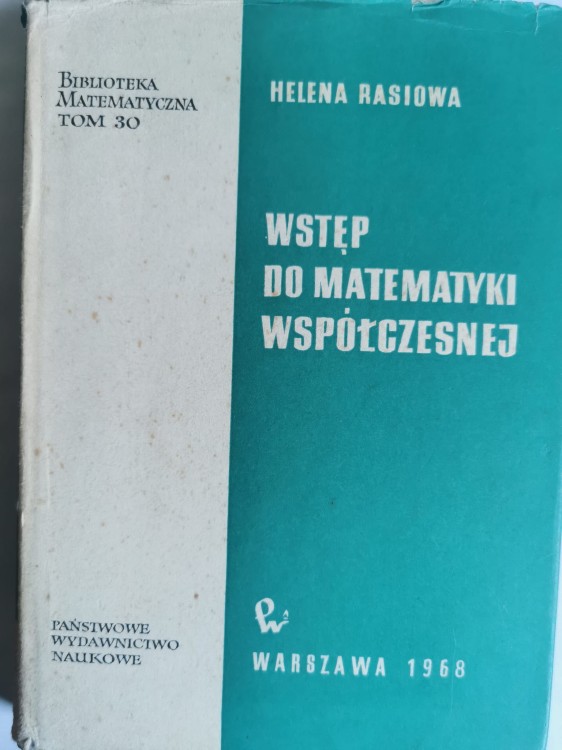 BIBLIOTEKA
MATEMATYCZNA
TOM 30
HELENA RASIOWA
WSTĘP
DO MATEMATYKI
WSPÓŁCZESNEJ
PAŃSTWOWE
WYDAWNICTWO
NAUKOWE
WARSZAWA 1968